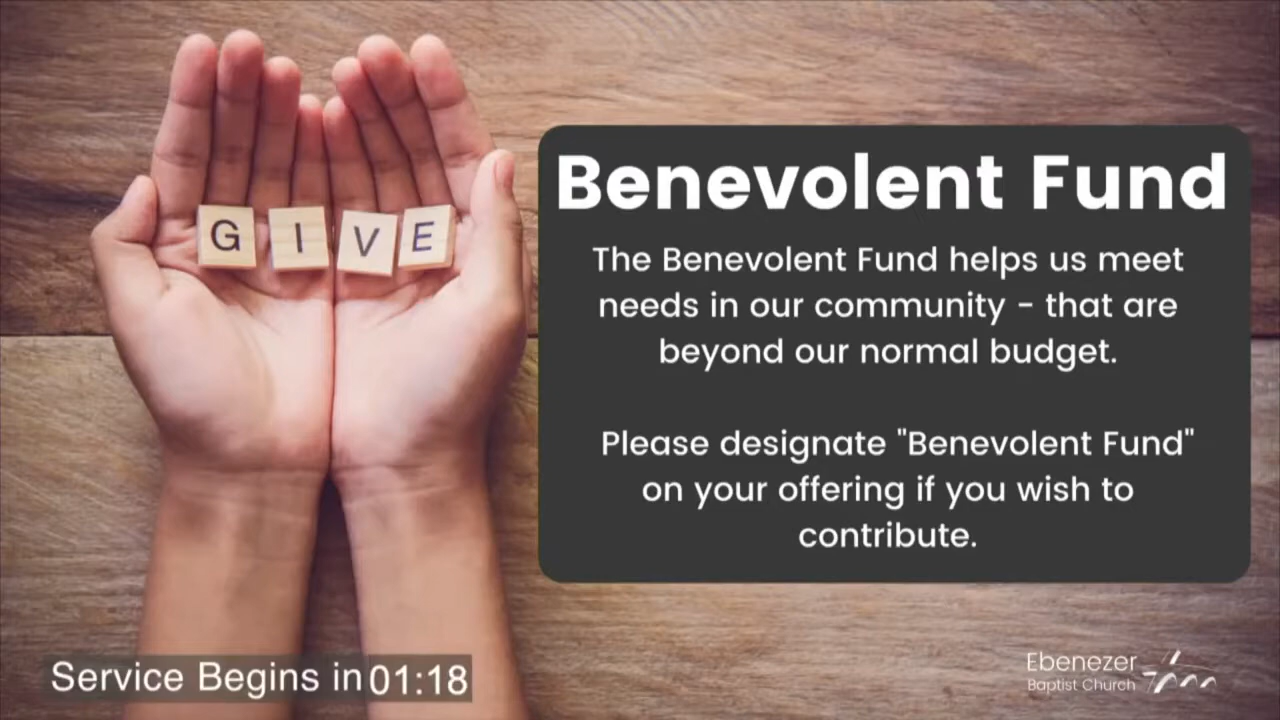 GIVE
Benevolent Fund
The Benevolent Fund helps us meet
needs in our community - that are
beyond our normal budget.
Please designate "Benevolent Fund"
on your offering if you wish to
contribute.
Service Begins in 01:18
Ebenezer
Baptist Church